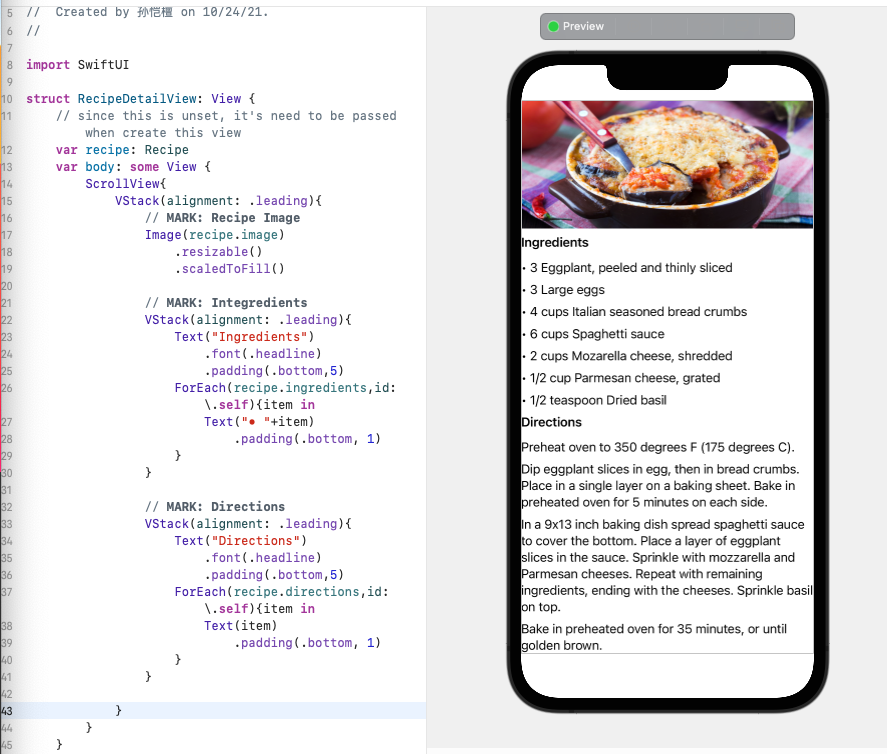 5 //  Created by 孙恺檀 on 10/24/21.
6 //
7
8 import SwiftUI
9
10 struct RecipeDetailView: View {
11     // since this is unset, it's need to be passed
        when create this view
12     var recipe: Recipe
13     var body: some View {
14         ScrollView{
15             VStack(alignment: .leading){
16                 // MARK: Recipe Image
17                 Image(recipe.image)
18                     .resizable()
19                     .scaledToFill()
20
21                 // MARK: Integredients
22                 VStack(alignment: .leading){
23                     Text("Ingredients")
24                         .font(.headline)
25                         .padding(.bottom,5)
26                     ForEach(recipe.ingredients,id:
                        \.self){item in
27                         Text("• "+item)
28                             .padding(.bottom, 1)
29                     }
30                 }
31
32                 // MARK: Directions
33                 VStack(alignment: .leading){
34                     Text("Directions")
35                         .font(.headline)
36                         .padding(.bottom,5)
37                     ForEach(recipe.directions,id:
                        \.self){item in
38                         Text(item)
39                             .padding(.bottom, 1)
40                     }
41                 }
42
43             }
44         }
45     }
Preview
Ingredients
• 3 Eggplant, peeled and thinly sliced
• 3 Large eggs
• 4 cups Italian seasoned bread crumbs
• 6 cups Spaghetti sauce
• 2 cups Mozarella cheese, shredded
• 1/2 cup Parmesan cheese, grated
• 1/2 teaspoon Dried basil
Directions
Preheat oven to 350 degrees F (175 degrees C).
Dip eggplant slices in egg, then in bread crumbs.
Place in a single layer on a baking sheet. Bake in
preheated oven for 5 minutes on each side.
In a 9x13 inch baking dish spread spaghetti sauce
to cover the bottom. Place a layer of eggplant
slices in the sauce. Sprinkle with mozzarella and
Parmesan cheeses. Repeat with remaining
ingredients, ending with the cheeses. Sprinkle basil
on top.
Bake in preheated oven for 35 minutes, or until
golden brown.